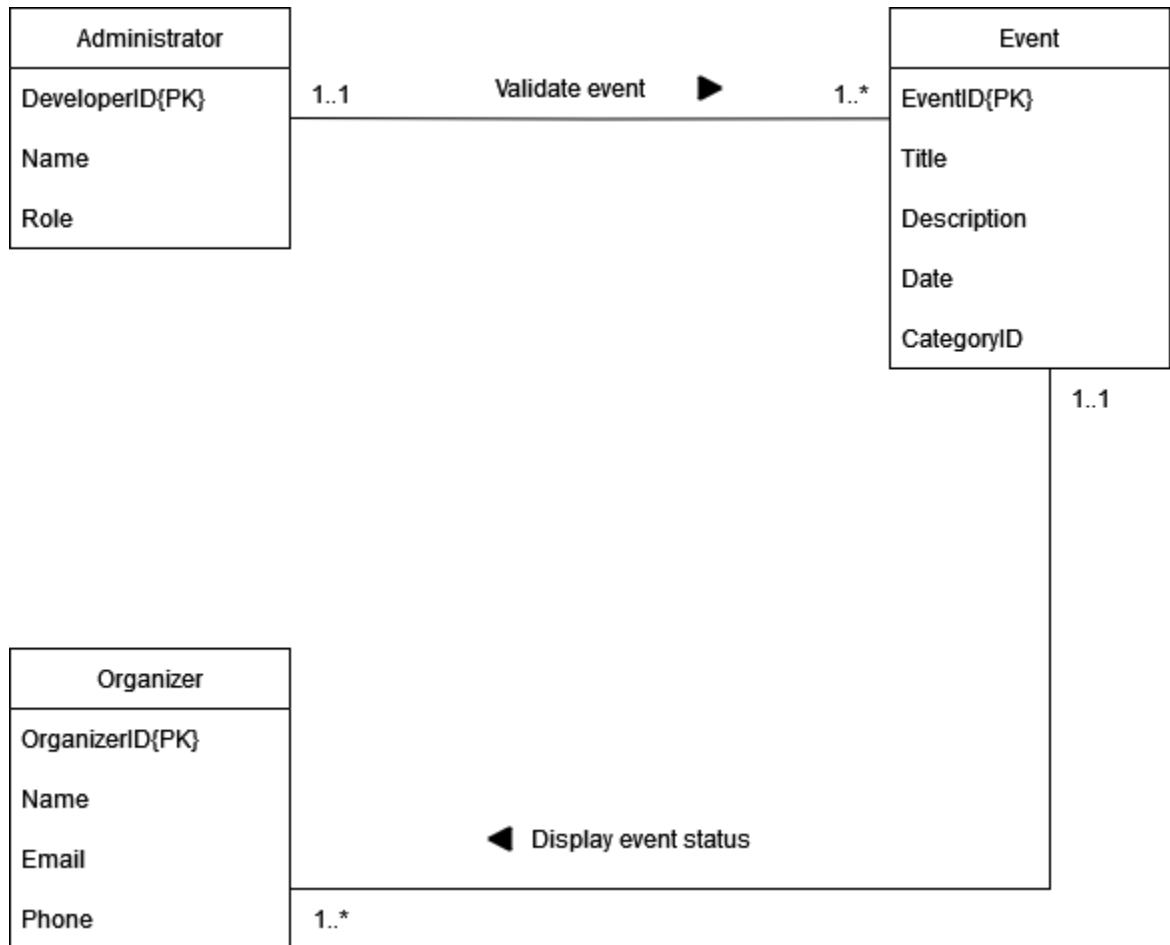 Administrator
DeveloperID{PK}
Name
Role
1..1
Validate event
1..*
Event
EventID{PK}
Title
Description
Date
CategoryID
1..1
Organizer
OrganizerID{PK}
Name
Email
Phone
Display event status
1..*